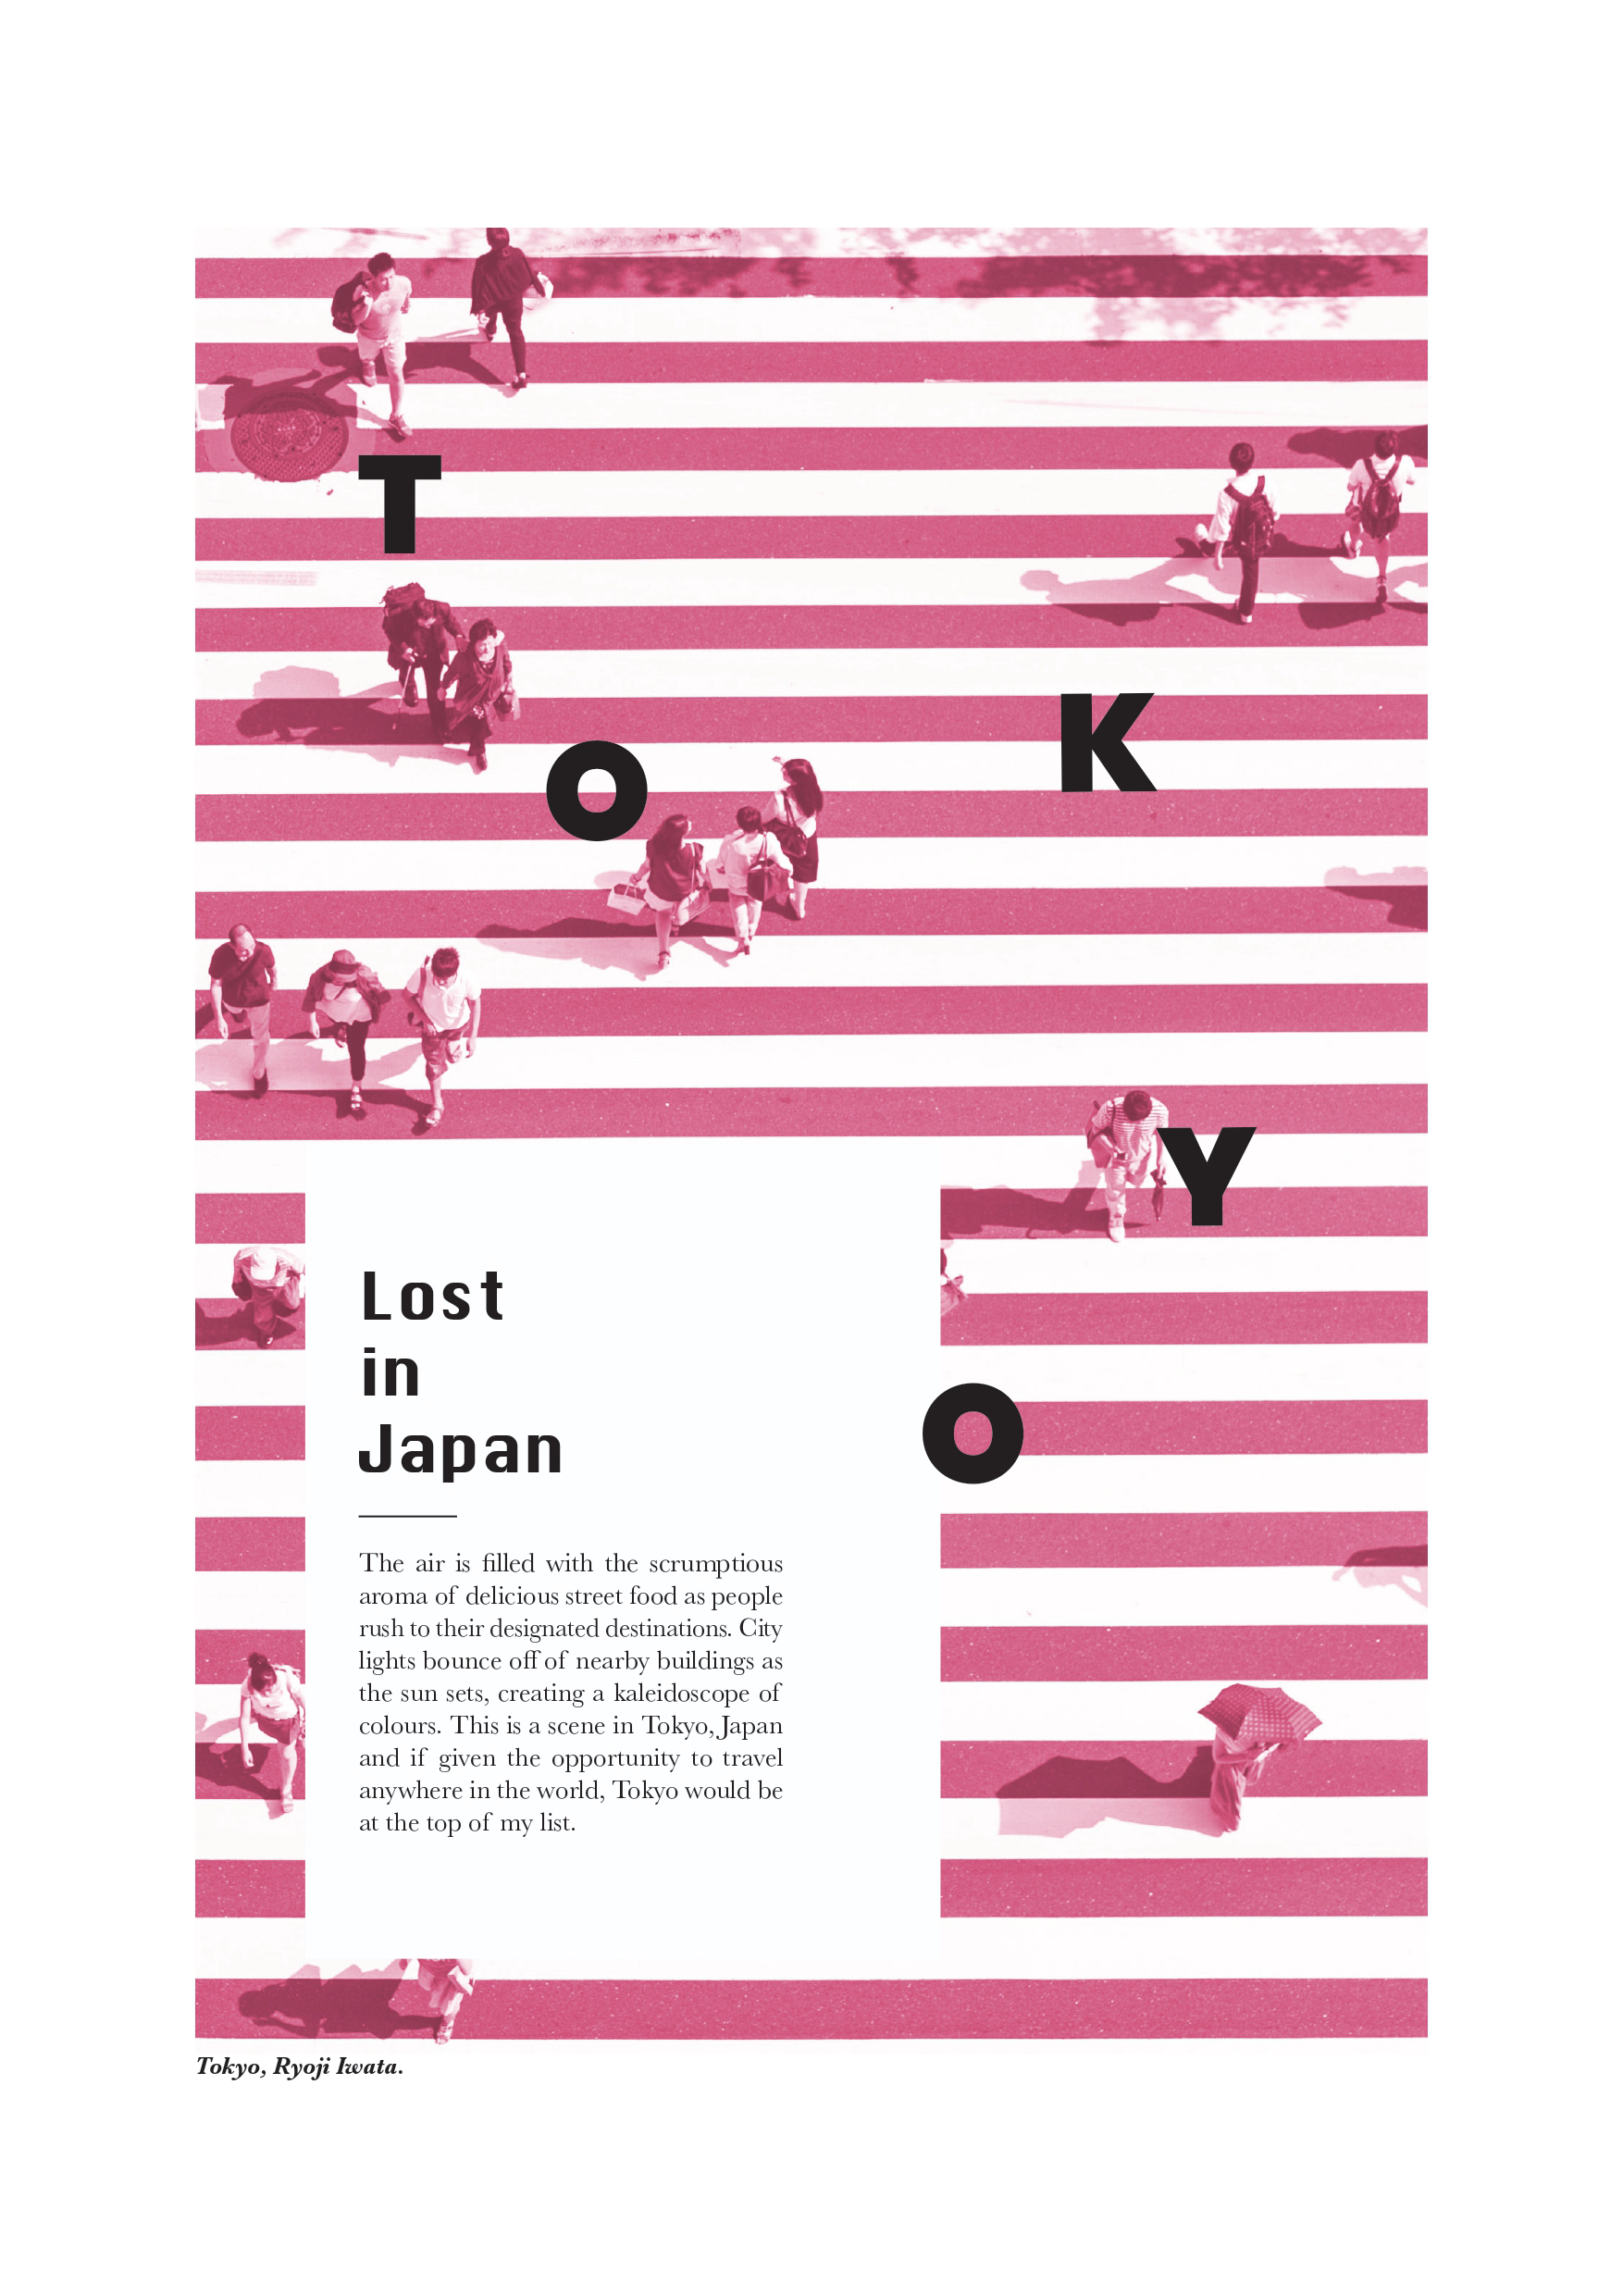 T
O
K
Y
O
Lost
in
Japan
The air is filled with the scrumptious
aroma of delicious street food as people
rush to their designated destinations. City
lights bounce off of nearby buildings as
the sun sets, creating a kaleidoscope of
colours. This is a scene in Tokyo, Japan
and if given the opportunity to travel
anywhere in the world, Tokyo would be
at the top of my list.
Tokyo, Ryoji Iwata.